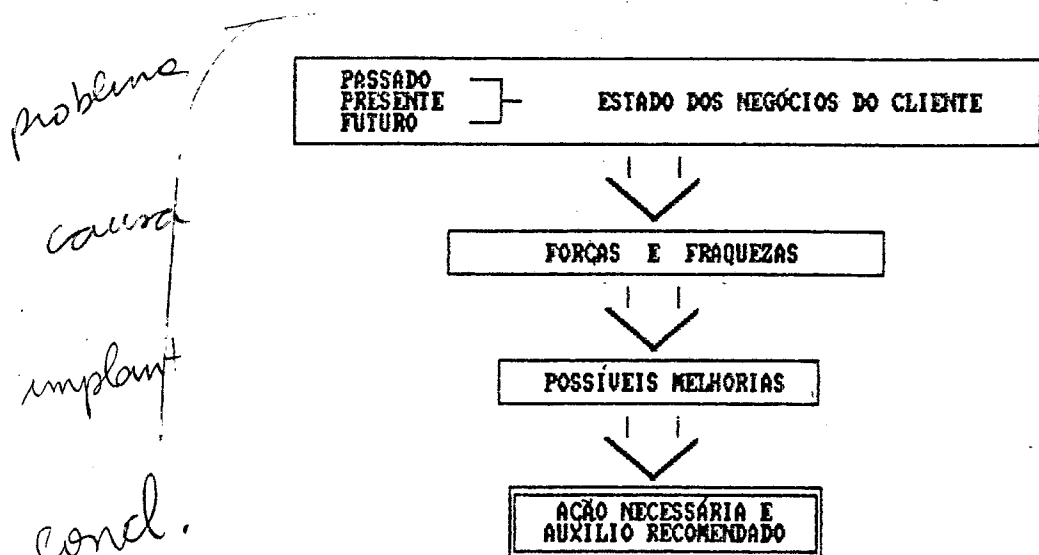 problema
PASSADO
PRESENTE
FUTURO
ESTADO DOS NEGÓCIOS DO CLIENTE
causa
FORÇAS E FRAQUEZAS
implant
POSSÍVEIS MELHORIAS
concl.
AÇÃO NECESSÁRIA E
AUXILIO RECOMENDADO